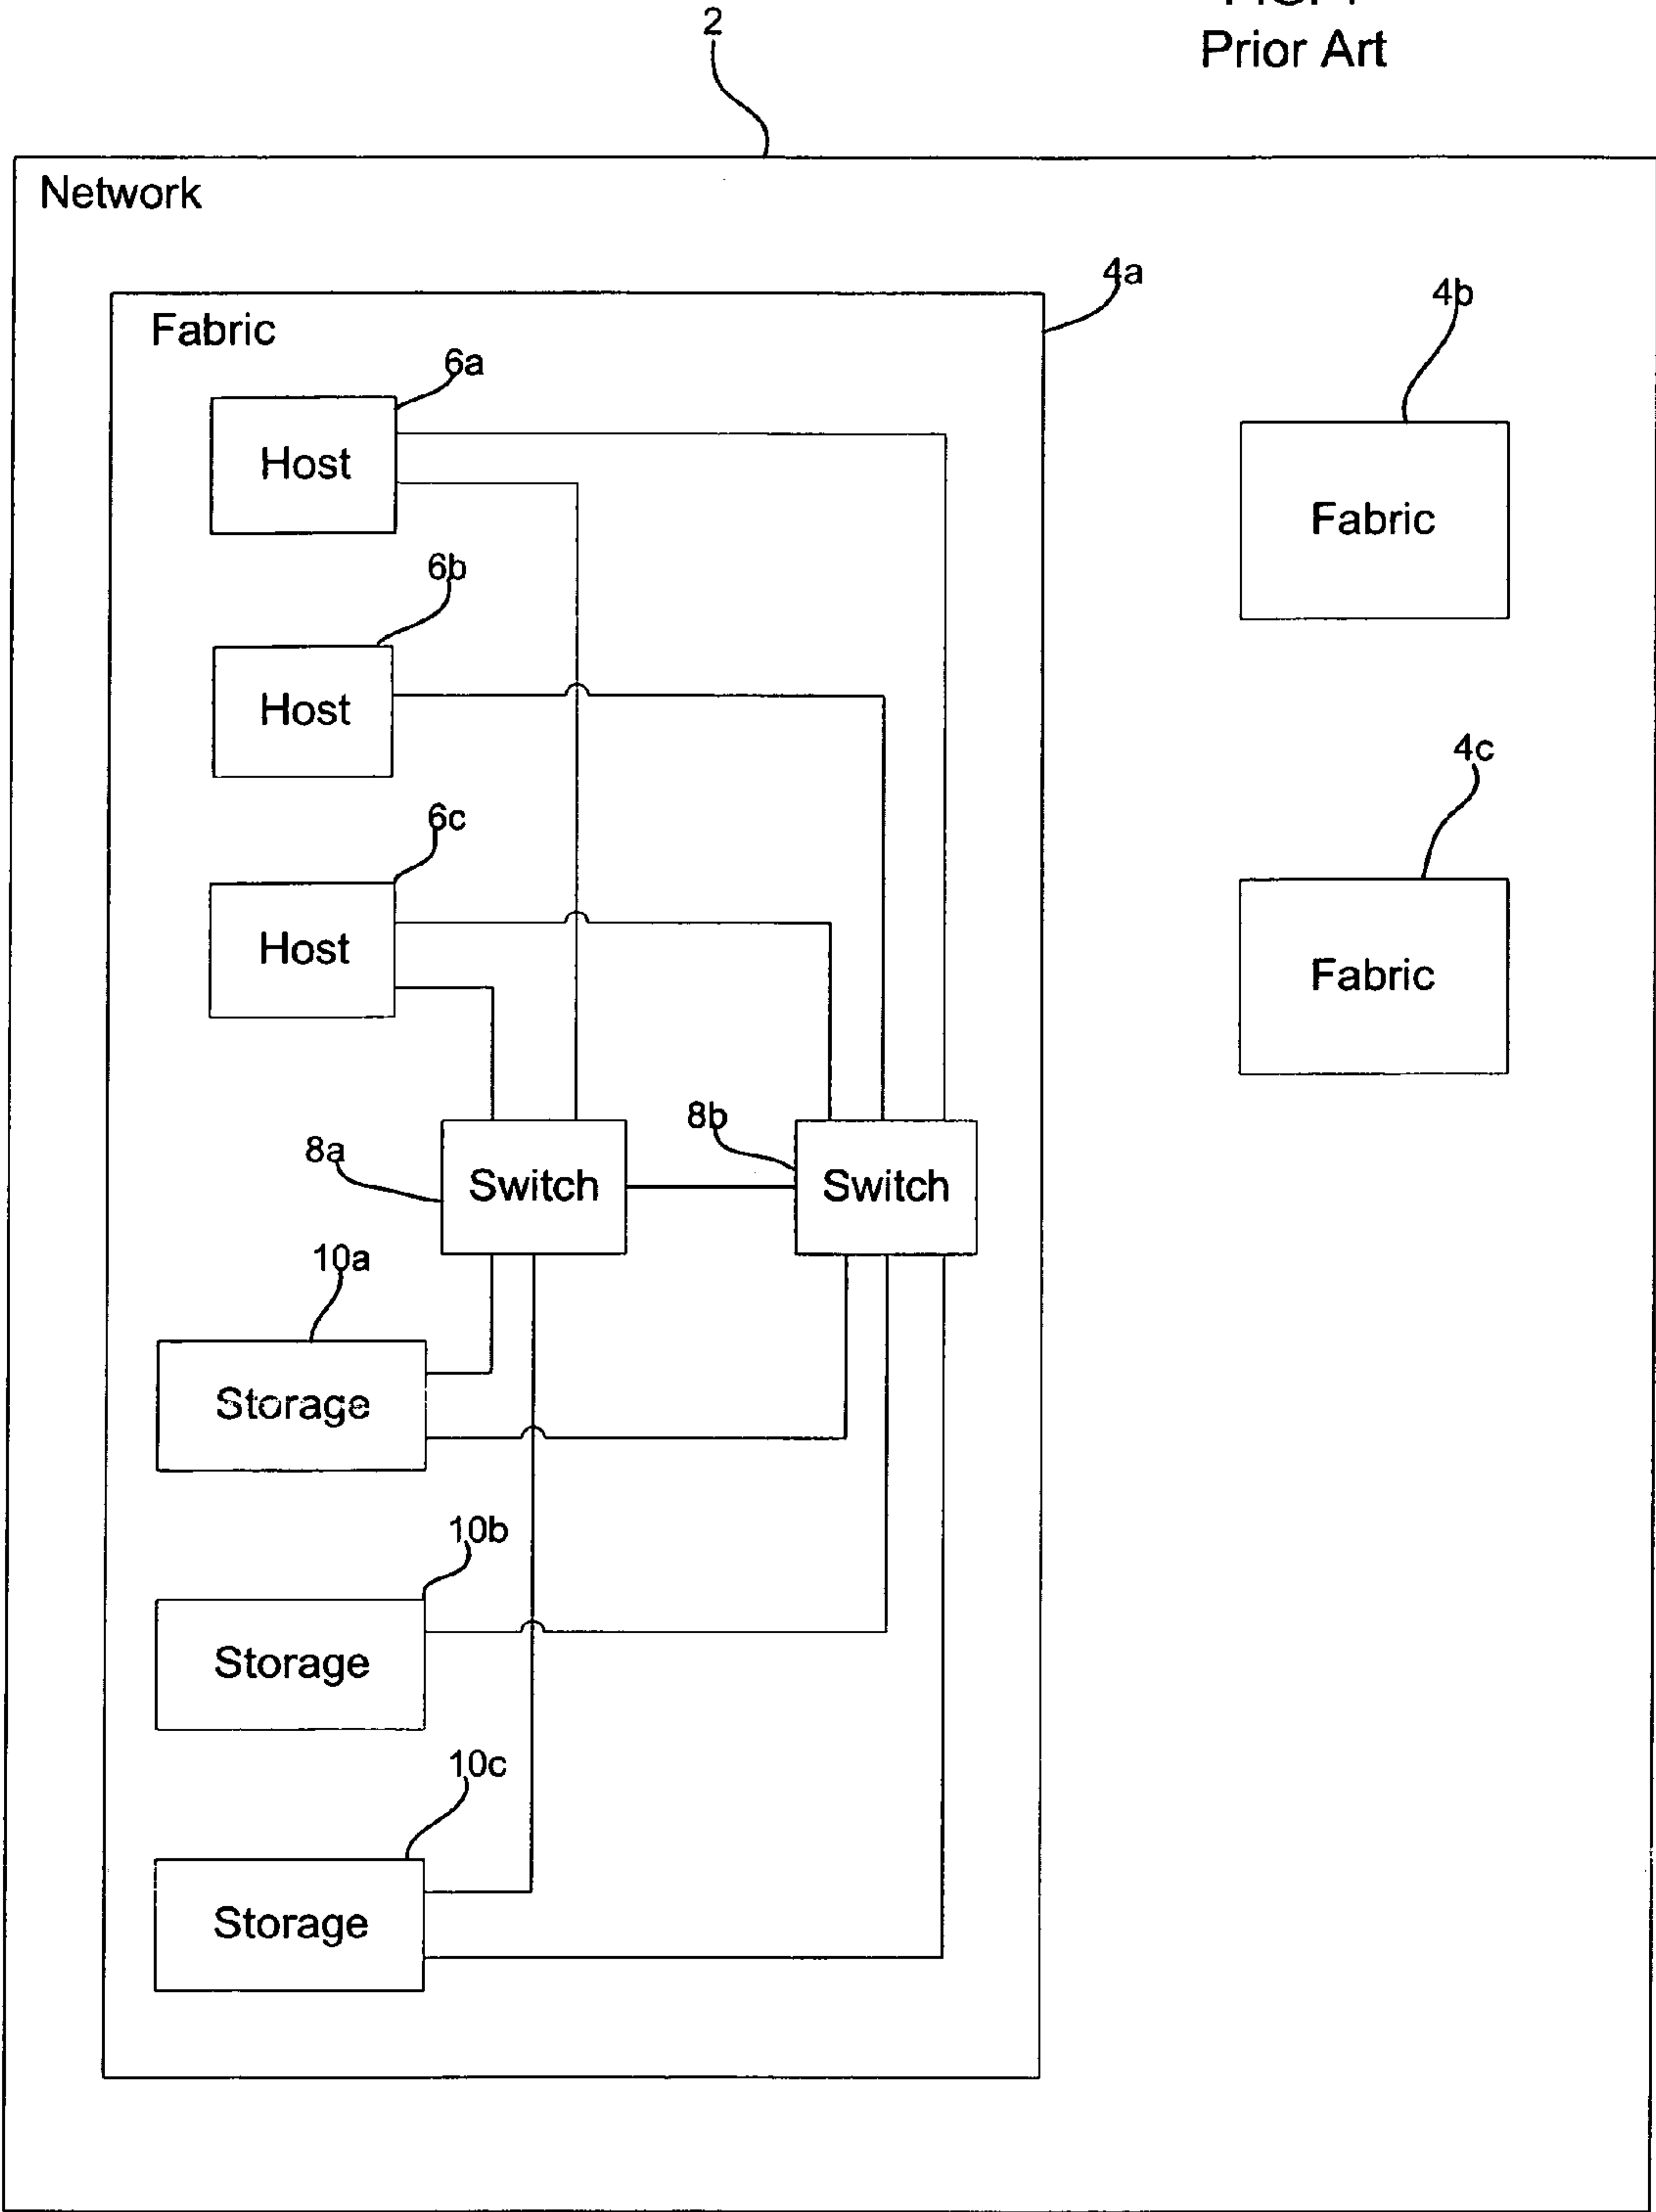 Prior Art
2
Network
4a
4b
Fabric
6a
Host
Fabric
6b
Host
4c
6c
Host
Fabric
8b
8a
Switch
Switch
10a
Storage
10b
Storage
10c
Storage